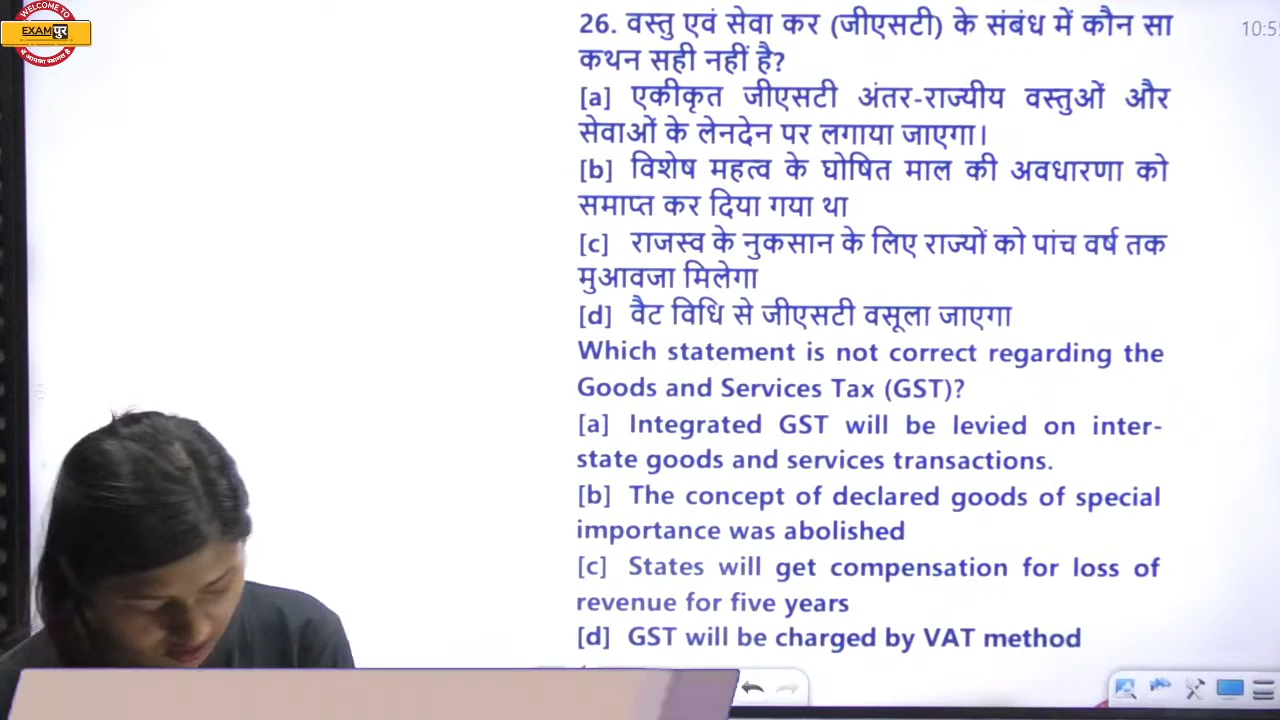 WELCOME TO
EXAMपुर
26. वस्तु एवं सेवा कर (जीएसटी) के संबंध में कौन सा
कथन सही नहीं है?
[a] एकीकृत जीएसटी अंतर-राज्यीय वस्तुओं और
सेवाओं के लेनदेन पर लगाया जाएगा।
[b] विशेष महत्व के घोषित माल की अवधारणा को
समाप्त कर दिया गया था
[c] राजस्व के नुकसान के लिए राज्यों को पांच वर्ष तक
मुआवजा मिलेगा
[d] वैट विधि से जीएसटी वसूला जाएगा
Which statement is not correct regarding the
Goods and Services Tax (GST)?
[a] Integrated GST will be levied on inter-
state goods and services transactions.
[b] The concept of declared goods of special
importance was abolished
[c] States will get compensation for loss of
revenue for five years
[d] GST will be charged by VAT method